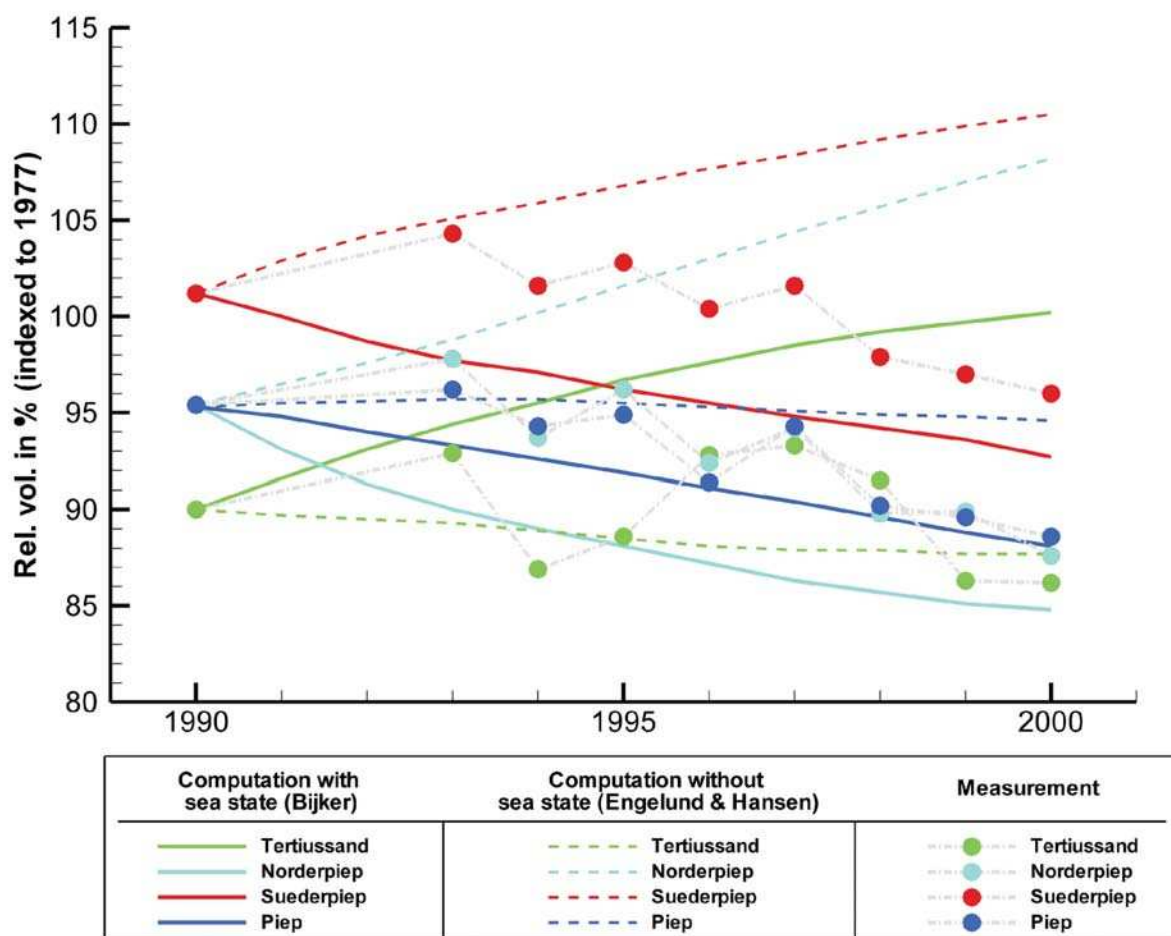 Rel. vol. in % (indexed to 1977)
115
110
105
100
95
90
85
80
1990
1995
2000
Computation with
sea state (Bijker)
Computation without
sea state (Engelund & Hansen)
Measurement
Tertiussand
Tertiussand
Tertiussand
Norderpiep
Norderpiep
Norderpiep
Suederpiep
Suederpiep
Suederpiep
Piep
Piep
Piep